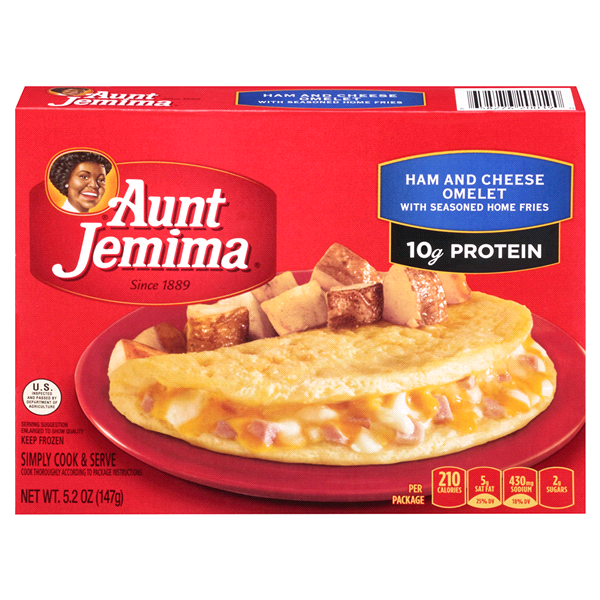 Aunt
Jemima
HAM AND CHEESE
OMELET
WITH SEASONED HOME FRIES
Aunt
Jemima
Since 1889
HAM AND CHEESE
OMELET
WITH SEASONED HOME FRIES
10g PROTEIN
U.S.
INSPECTED
AND PASSED BY
DEPARTMENT OF
AGRICULTURE
SERVING SUGGESTION
ENLARGED TO SHOW QUALITY
KEEP FROZEN
SIMPLY COOK & SERVE
COOK THOROUGHLY ACCORDING TO PACKAGE INSTRUCTIONS
NET WT. 5.2 OZ (147g)
PER
PACKAGE
210
CALORIES
5g
SAT FAT
25% DV
430mg
SODIUM
18% DV
2g
SUGARS